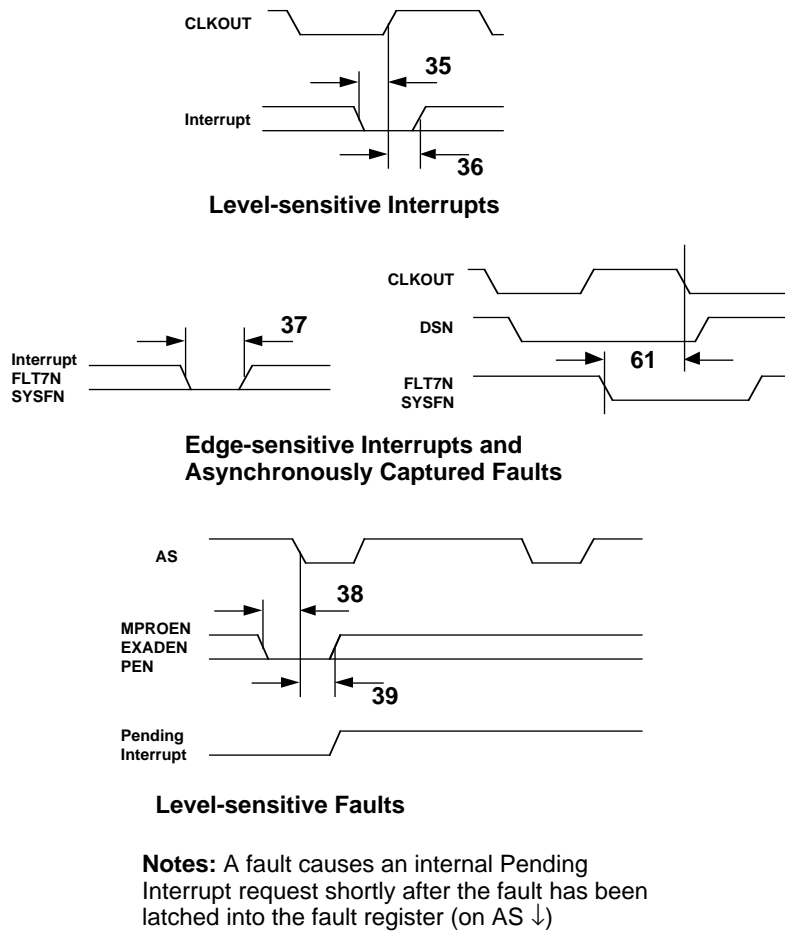 CLKOUT
35
Interrupt
36
Level-sensitive Interrupts
CLKOUT
37
DSN
Interrupt
FLT7N
SYSFN
61
FLT7N
SYSFN
Edge-sensitive Interrupts and
Asynchronously Captured Faults
AS
38
MPROEN
EXADEN
PEN
39
Pending
Interrupt
Level-sensitive Faults
Notes: A fault causes an internal Pending
Interrupt request shortly after the fault has been
latched into the fault register (on AS ↓)